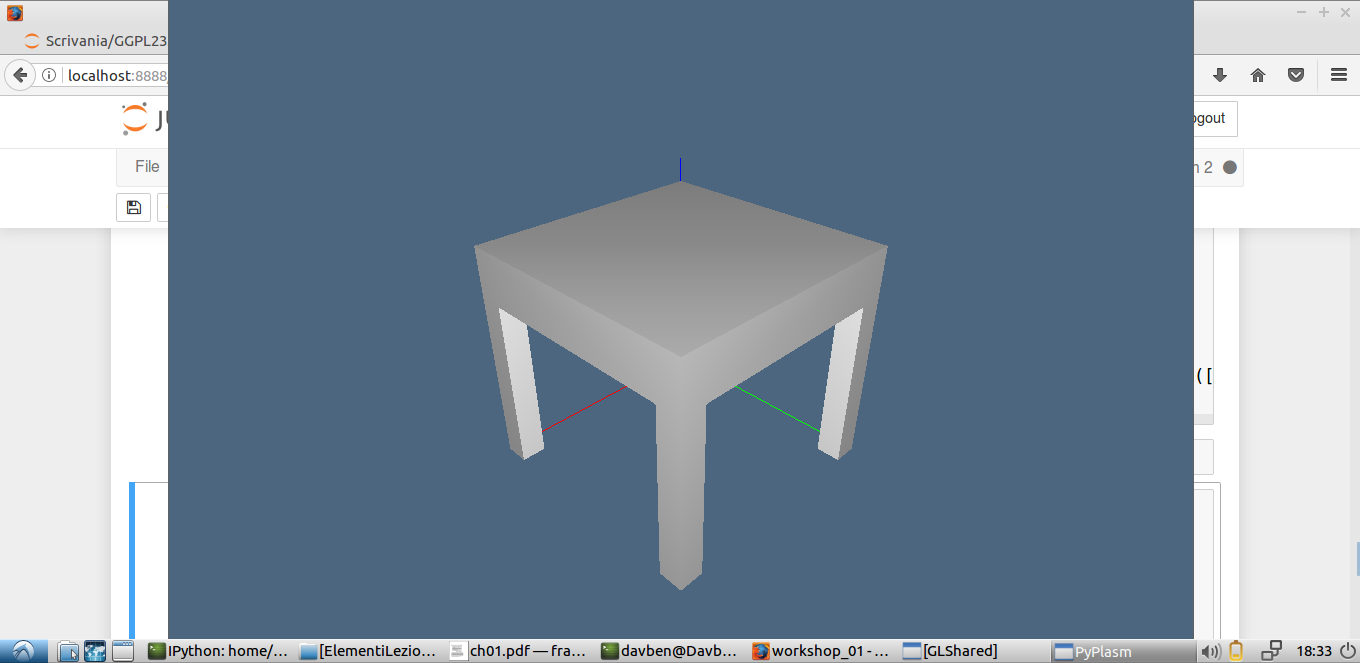 Scrivania/GGPL23
localhost:8888
ogout
File
2
([
IPython: home/...
[ElementiLezio...
ch01.pdf — fra...
davben@Davb...
workshop_01 - ...
[GLShared]
PyPlasm
18:33